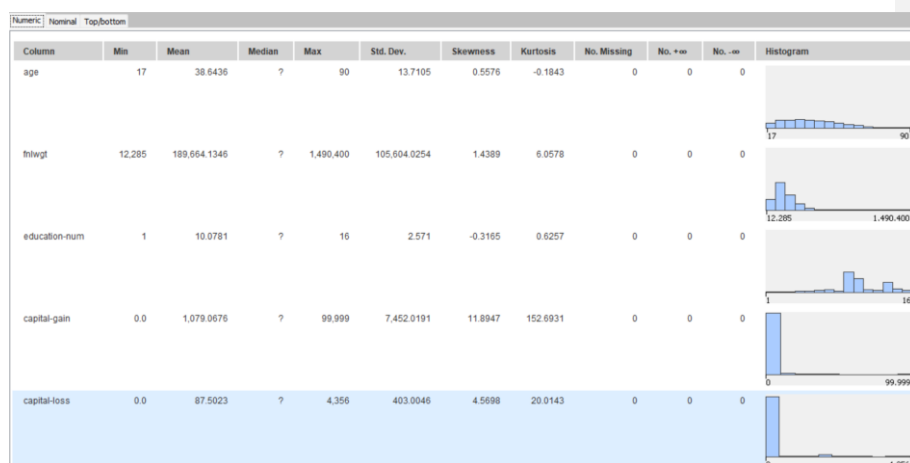 Numeric Nominal Top/bottom
Column Min Mean Median Max Std. Dev. Skewness Kurtosis No. Missing No. +∞ No. -∞ Histogram
age 17 38.6436 ? 90 13.7105 0.5576 -0.1843 0 0 0
17 90
fnlwgt 12,285 189,664.1346 ? 1,490,400 105,604.0254 1.4389 6.0578 0 0 0
12.285 1.490.400
education-num 1 10.0781 ? 16 2.571 -0.3165 0.6257 0 0 0
1 16
capital-gain 0.0 1,079.0676 ? 99,999 7,452.0191 11.8947 152.6931 0 0 0
0 99.999
capital-loss 0.0 87.5023 ? 4,356 403.0046 4.5698 20.0143 0 0 0